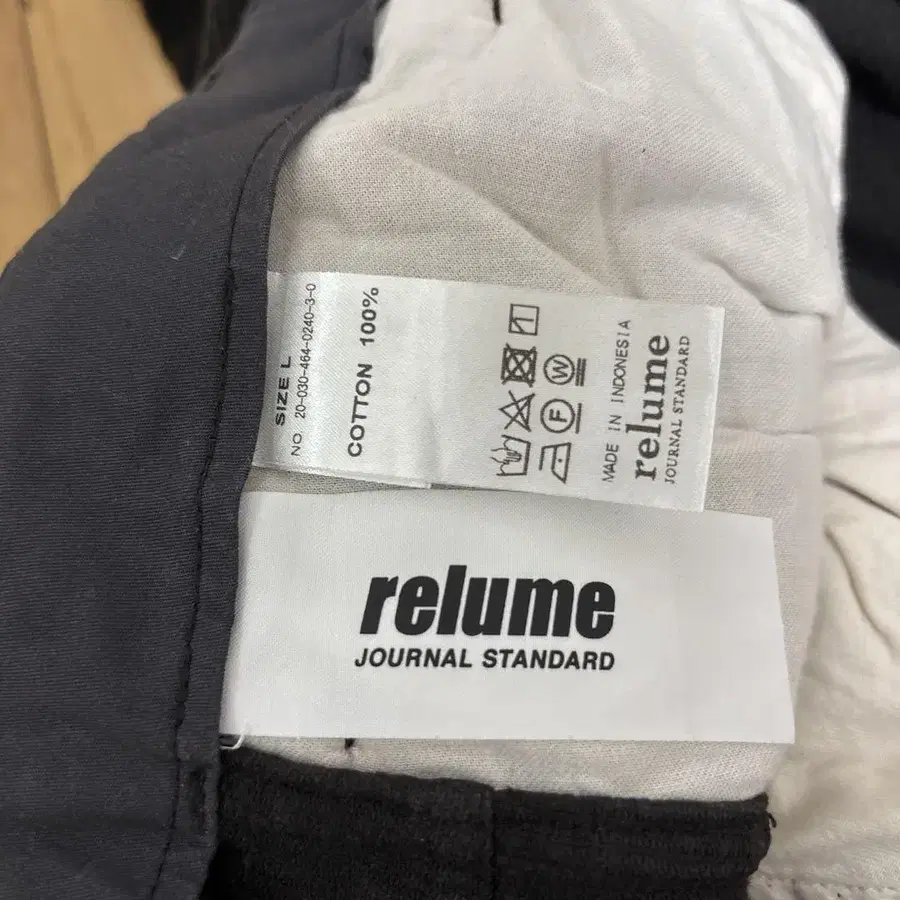 SIZE L
NO. 20-030-464-0240-3-0
COTTON 100%
F
W
MADE IN INDONESIA
relume
JOURNAL STANDARD
relume
JOURNAL STANDARD